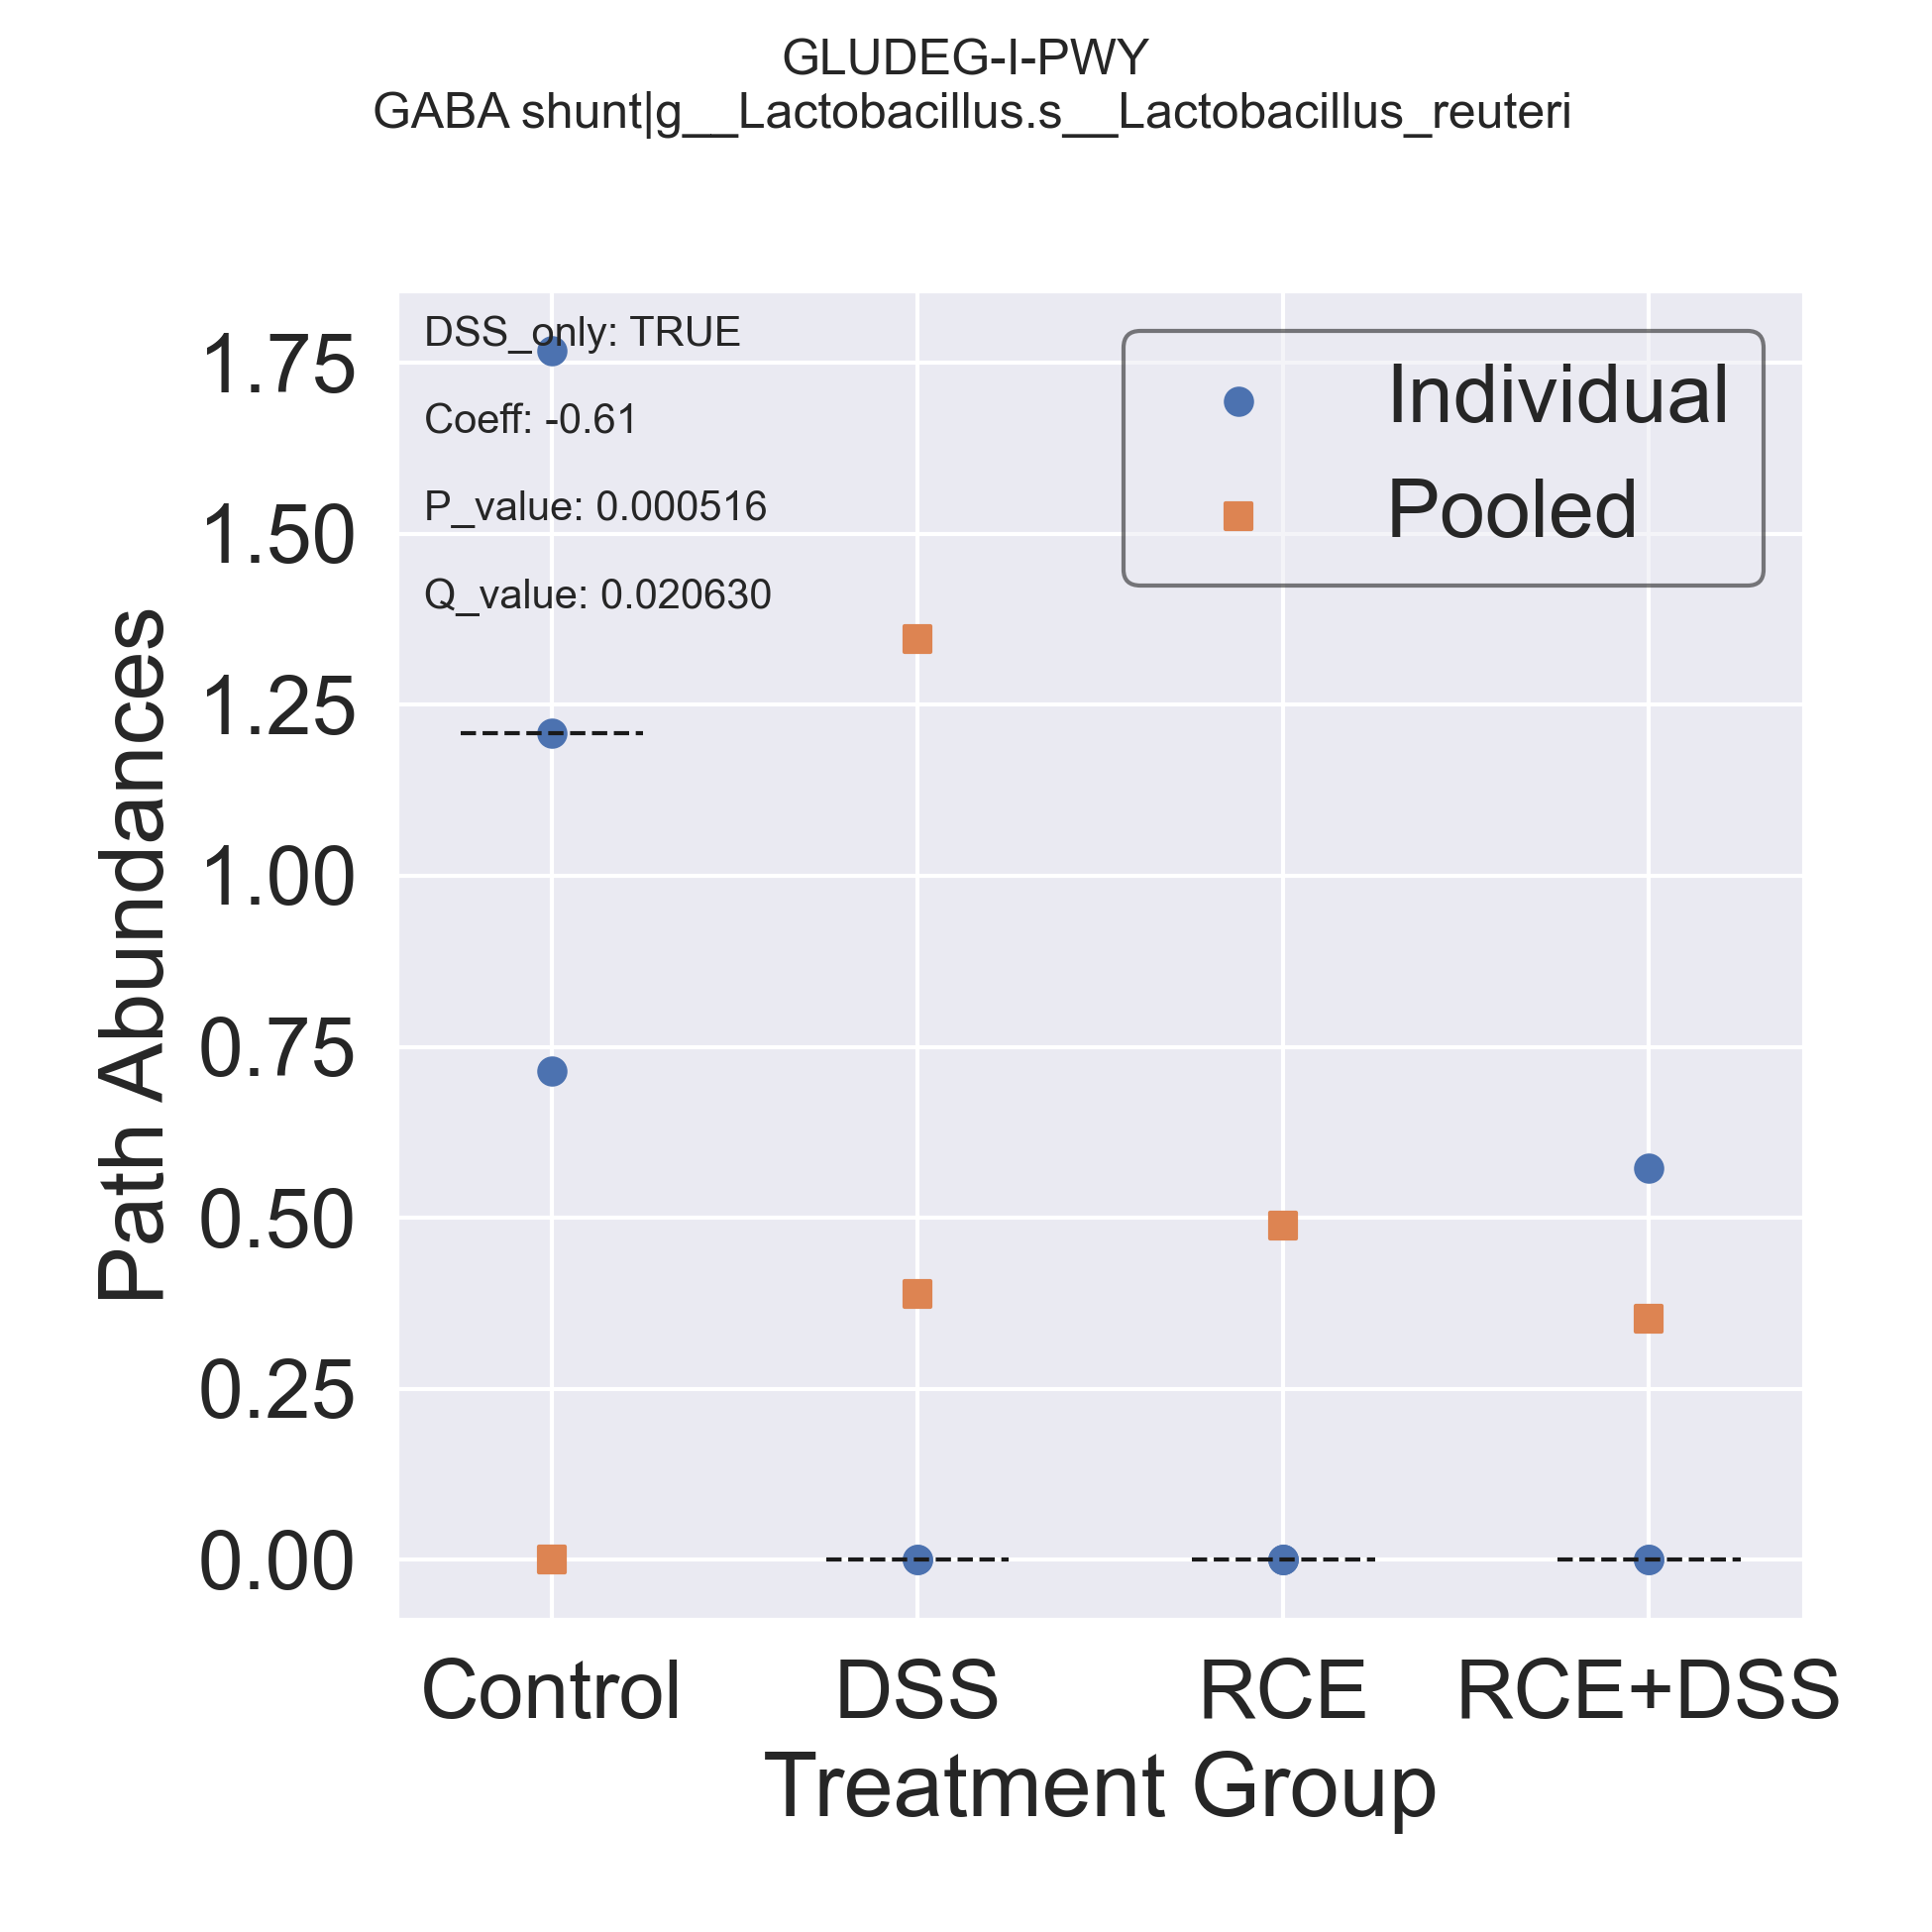 GLUDEG-I-PWY
GABA shunt|g__Lactobacillus.s__Lactobacillus_reuteri
DSS_only: TRUE
Coeff: -0.61
P_value: 0.000516
Q_value: 0.020630
Individual
Pooled
Path Abundances
1.75
1.50
1.25
1.00
0.75
0.50
0.25
0.00
Control DSS RCE RCE+DSS
Treatment Group